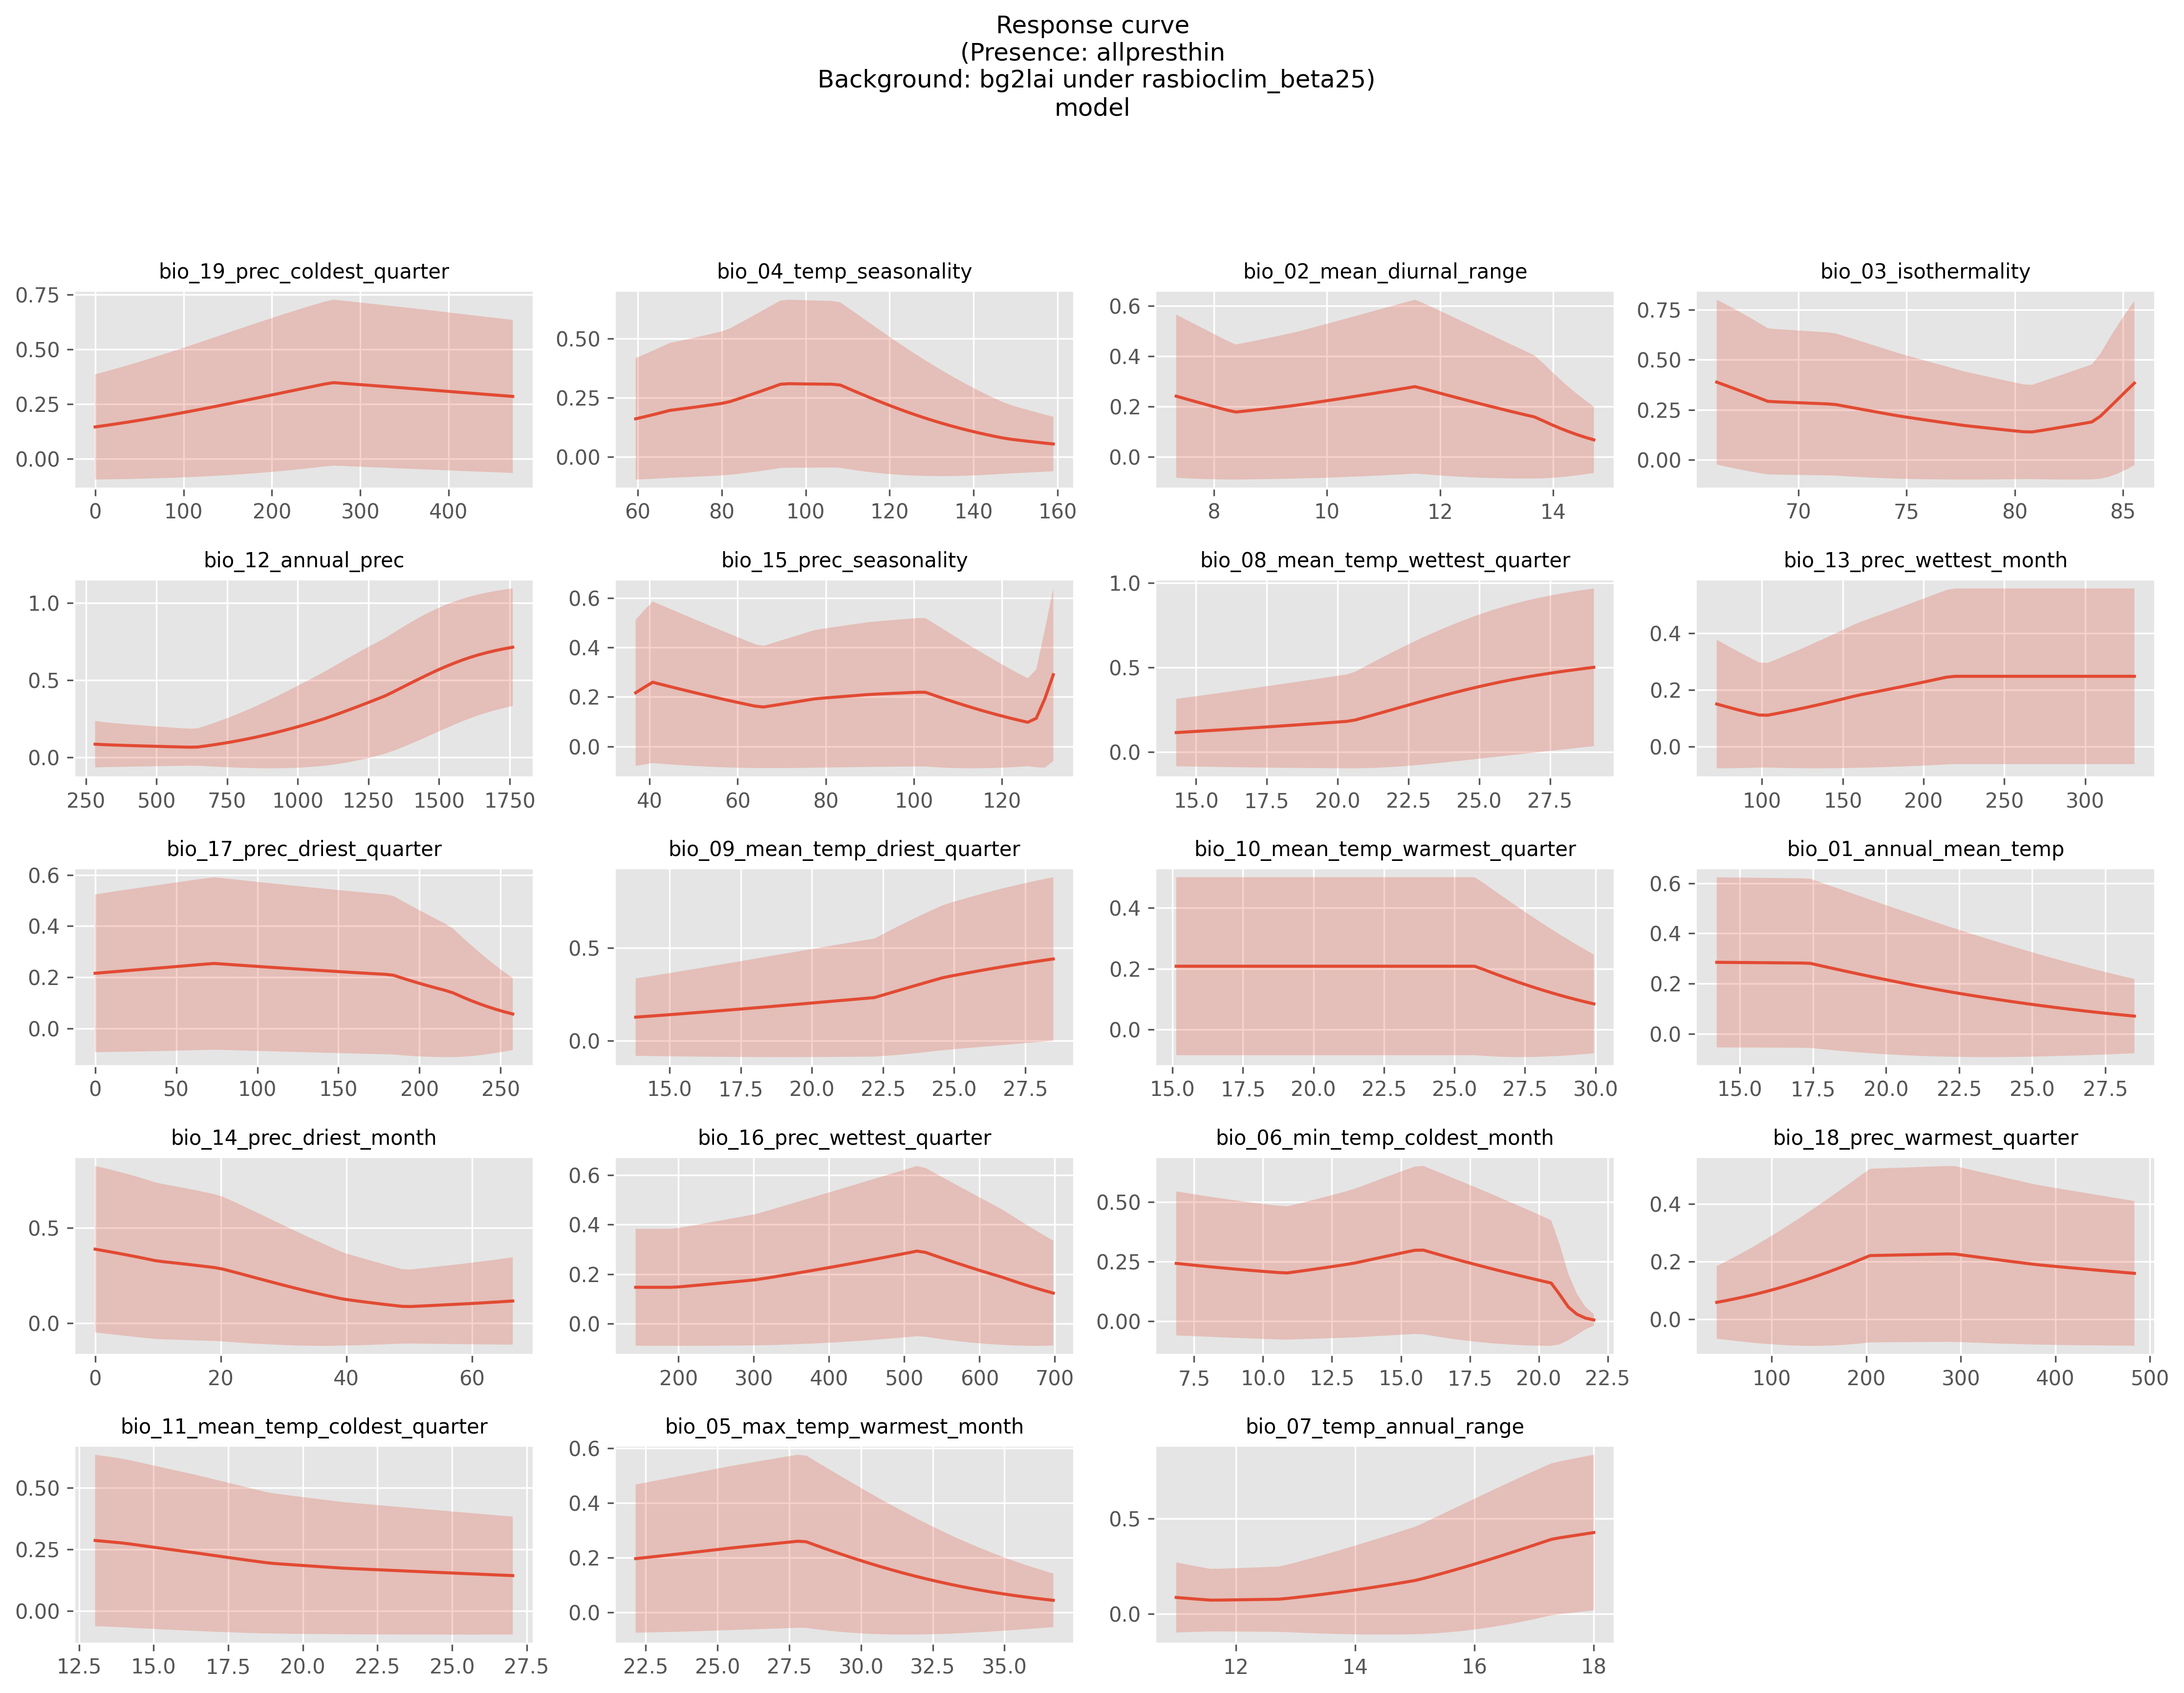 Response curve
(Presence: allpresthin
Background: bg2lai under rasbioclim_beta25)
model
bio_19_prec_coldest_quarter
0.75
0.50
0.25
0.00
0 100 200 300 400
bio_04_temp_seasonality
0.50
0.25
0.00
60 80 100 120 140 160
bio_02_mean_diurnal_range
0.6
0.4
0.2
0.0
8 10 12 14
bio_03_isothermality
0.75
0.50
0.25
0.00
70 75 80 85
bio_12_annual_prec
1.0
0.5
0.0
250 500 750 1000 1250 1500 1750
bio_15_prec_seasonality
0.6
0.4
0.2
0.0
40 60 80 100 120
bio_08_mean_temp_wettest_quarter
1.0
0.5
0.0
15.0 17.5 20.0 22.5 25.0 27.5
bio_13_prec_wettest_month
0.4
0.2
0.0
100 150 200 250 300
bio_17_prec_driest_quarter
0.6
0.4
0.2
0.0
0 50 100 150 200 250
bio_09_mean_temp_driest_quarter
0.5
0.0
15.0 17.5 20.0 22.5 25.0 27.5
bio_10_mean_temp_warmest_quarter
0.4
0.2
0.0
15.0 17.5 20.0 22.5 25.0 27.5 30.0
bio_01_annual_mean_temp
0.6
0.4
0.2
0.0
15.0 17.5 20.0 22.5 25.0 27.5
bio_14_prec_driest_month
0.5
0.0
0 20 40 60
bio_16_prec_wettest_quarter
0.6
0.4
0.2
0.0
200 300 400 500 600 700
bio_06_min_temp_coldest_month
0.50
0.25
0.00
7.5 10.0 12.5 15.0 17.5 20.0 22.5
bio_18_prec_warmest_quarter
0.4
0.2
0.0
100 200 300 400 500
bio_11_mean_temp_coldest_quarter
0.50
0.25
0.00
12.5 15.0 17.5 20.0 22.5 25.0 27.5
bio_05_max_temp_warmest_month
0.6
0.4
0.2
0.0
22.5 25.0 27.5 30.0 32.5 35.0
bio_07_temp_annual_range
0.5
0.0
12 14 16 18